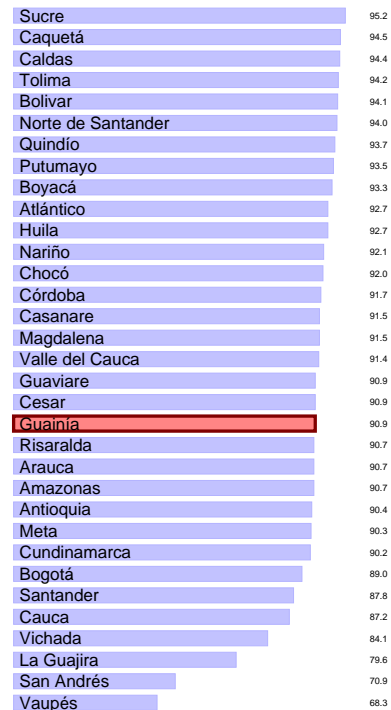 Sucre 95.2
Caquetá 94.5
Caldas 94.4
Tolima 94.2
Bolivar 94.1
Norte de Santander 94.0
Quindío 93.7
Putumayo 93.5
Boyacá 93.3
Atlántico 92.7
Huila 92.7
Nariño 92.1
Chocó 92.0
Córdoba 91.7
Casanare 91.5
Magdalena 91.5
Valle del Cauca 91.4
Guaviare 90.9
Cesar 90.9
Guainía 90.9
Risaralda 90.7
Arauca 90.7
Amazonas 90.7
Antioquia 90.4
Meta 90.3
Cundinamarca 90.2
Bogotá 89.0
Santander 87.8
Cauca 87.2
Vichada 84.1
La Guajira 79.6
San Andrés 70.9
Vaupés 68.3